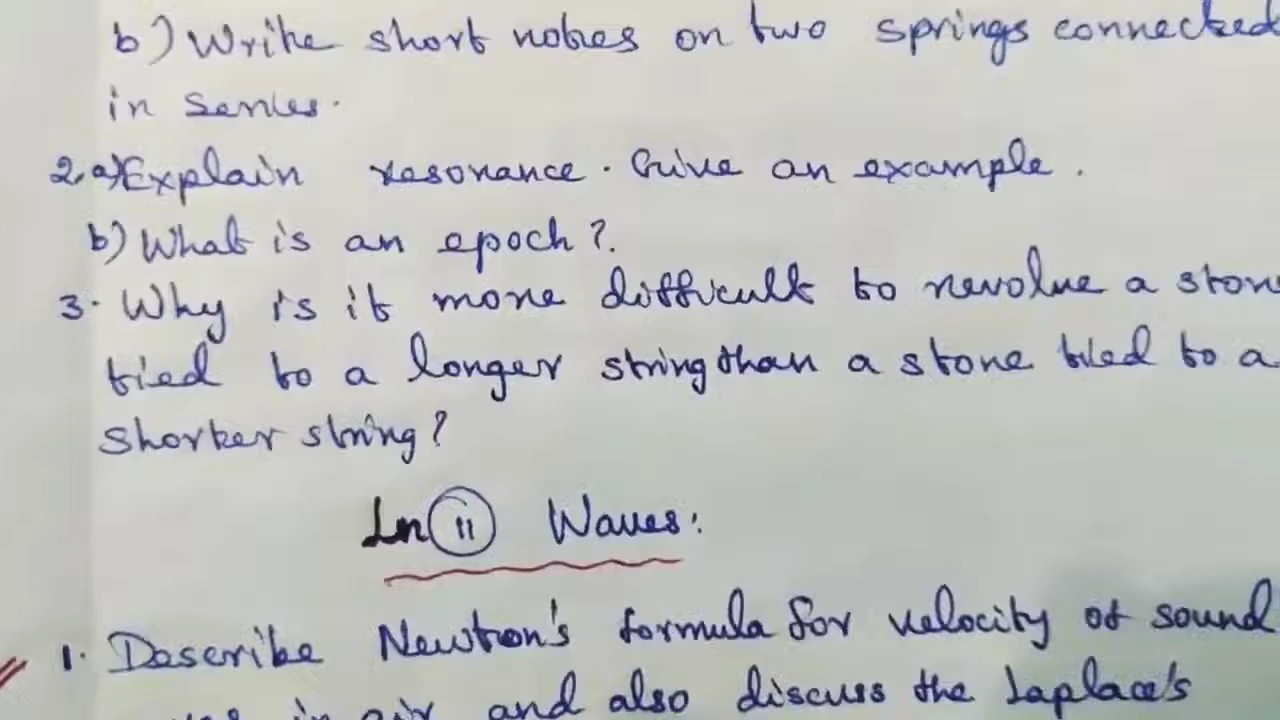 b) Write short notes on two springs connected
in series.
2. a) Explain resonance. Give an example.
b) What is an epoch?.
3. Why is it more difficult to revolve a ston
tied to a longer string than a stone tied to a
shorter string?
Ln 11 Waves:
1. Describe Newton's formula for velocity of sound
in air and also discuss the Laplace's